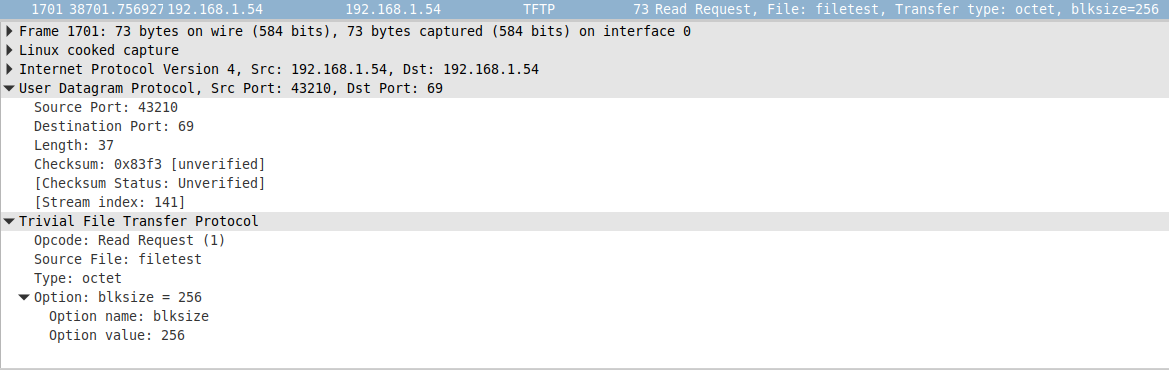 1701 38701.756927 192.168.1.54 192.168.1.54 TFTP 73 Read Request, File: filetest, Transfer type: octet, blksize=256
Frame 1701: 73 bytes on wire (584 bits), 73 bytes captured (584 bits) on interface 0
Linux cooked capture
Internet Protocol Version 4, Src: 192.168.1.54, Dst: 192.168.1.54
User Datagram Protocol, Src Port: 43210, Dst Port: 69
Source Port: 43210
Destination Port: 69
Length: 37
Checksum: 0x83f3 [unverified]
[Checksum Status: Unverified]
[Stream index: 141]
Trivial File Transfer Protocol
Opcode: Read Request (1)
Source File: filetest
Type: octet
Option: blksize = 256
Option name: blksize
Option value: 256